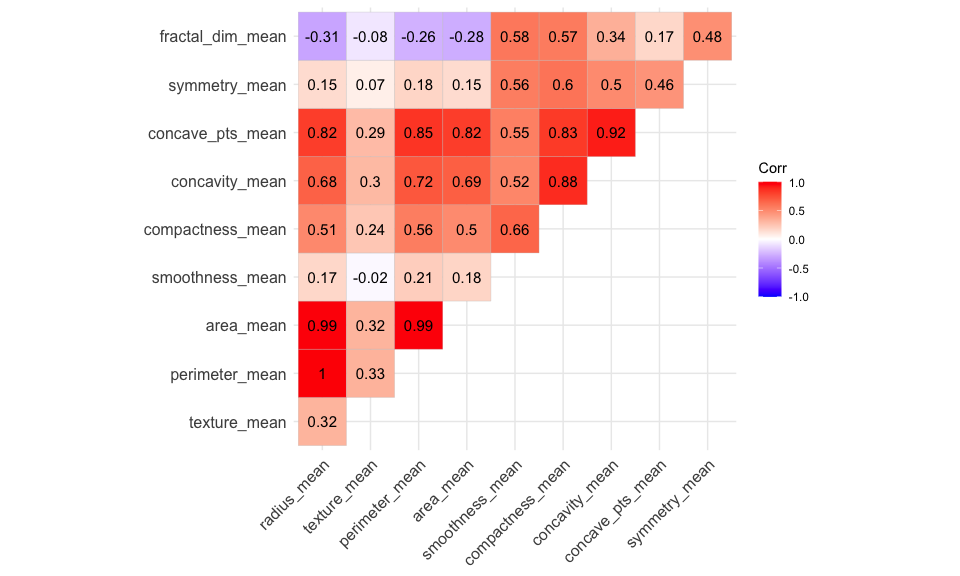 fractal_dim_mean -0.31 -0.08 -0.26 -0.28 0.58 0.57 0.34 0.17 0.48
symmetry_mean 0.15 0.07 0.18 0.15 0.56 0.6 0.5 0.46
concave_pts_mean 0.82 0.29 0.85 0.82 0.55 0.83 0.92
concavity_mean 0.68 0.3 0.72 0.69 0.52 0.88
compactness_mean 0.51 0.24 0.56 0.5 0.66
smoothness_mean 0.17 -0.02 0.21 0.18
area_mean 0.99 0.32 0.99
perimeter_mean 1 0.33
texture_mean 0.32
radius_mean
texture_mean
perimeter_mean
area_mean
smoothness_mean
compactness_mean
concavity_mean
concave_pts_mean
symmetry_mean
Corr
1.0
0.5
0.0
-0.5
-1.0